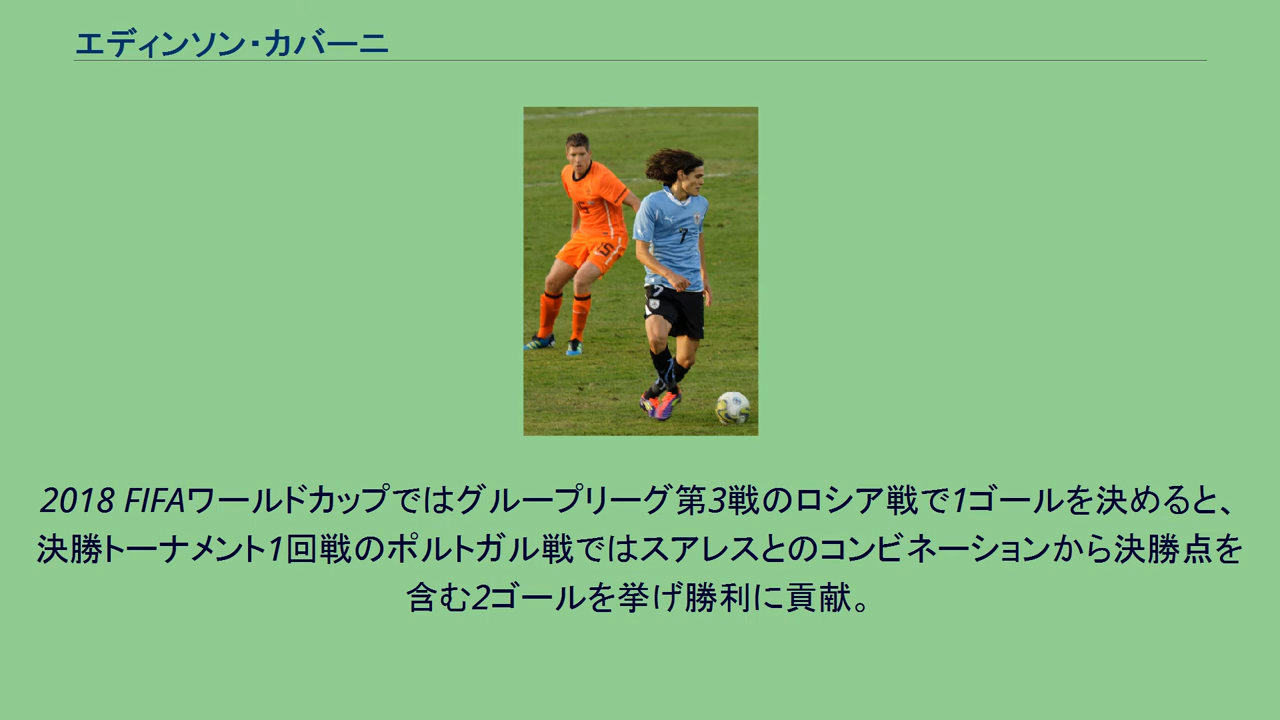 エディンソン・カバーニ
15
15
7
7
2018 FIFAワールドカップではグループリーグ第3戦のロシア戦で1ゴールを決めると、
決勝トーナメント1回戦のポルトガル戦ではスアレスとのコンビネーションから決勝点を
含む2ゴールを挙げ勝利に貢献。